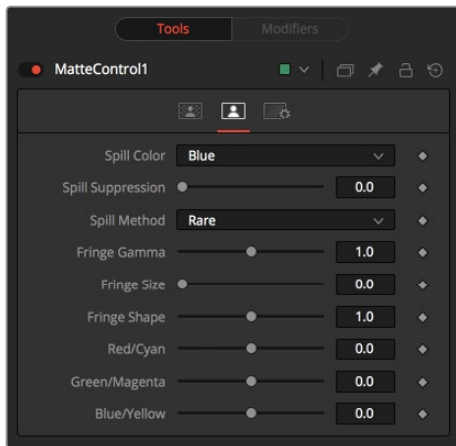 Tools Modifiers
MatteControl1
Spill Color Blue
Spill Suppression 0.0
Spill Method Rare
Fringe Gamma 1.0
Fringe Size 0.0
Fringe Shape 1.0
Red/Cyan 0.0
Green/Magenta 0.0
Blue/Yellow 0.0